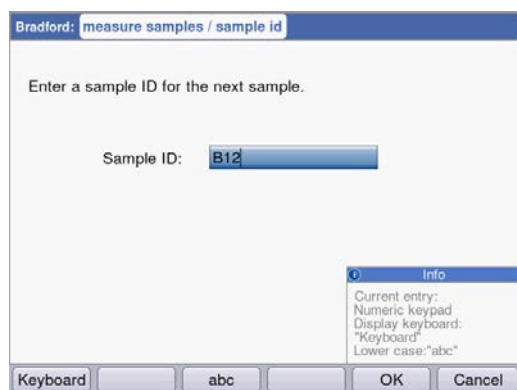 Bradford: measure samples / sample id
Enter a sample ID for the next sample.
Sample ID: B12
Info
Current entry:
Numeric keypad
Display keyboard:
"Keyboard"
Lower case:"abc"
Keyboard abc OK Cancel